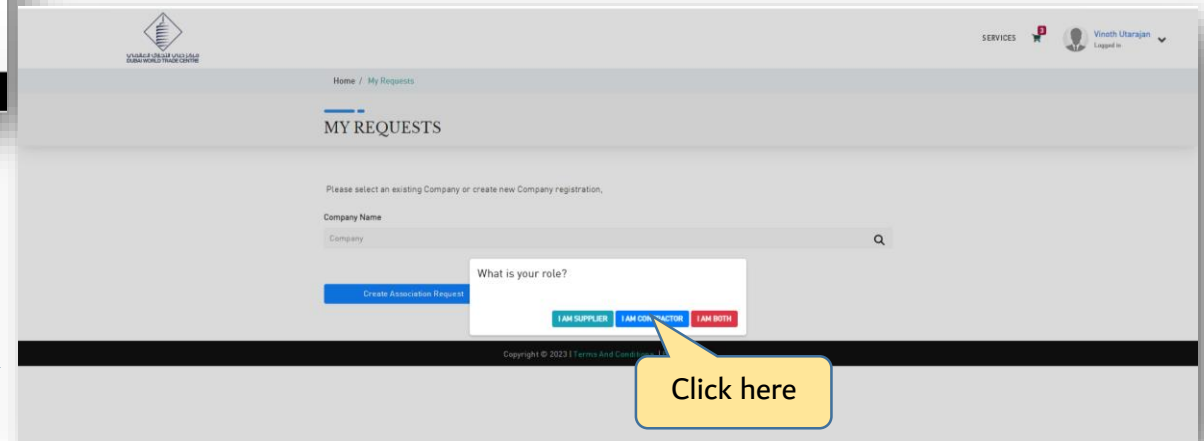 DUBAI WORLD TRADE CENTRE
SERVICES
3
Vinoth Utarajan
Logged in
Home / My Requests
MY REQUESTS
Please select an existing Company or create new Company registration,
Company Name
Company
What is your role?
Create Association Request
I AM SUPPLIER
I AM CONTRACTOR
I AM BOTH
Copyright © 2023 | Terms And Conditions
Click here